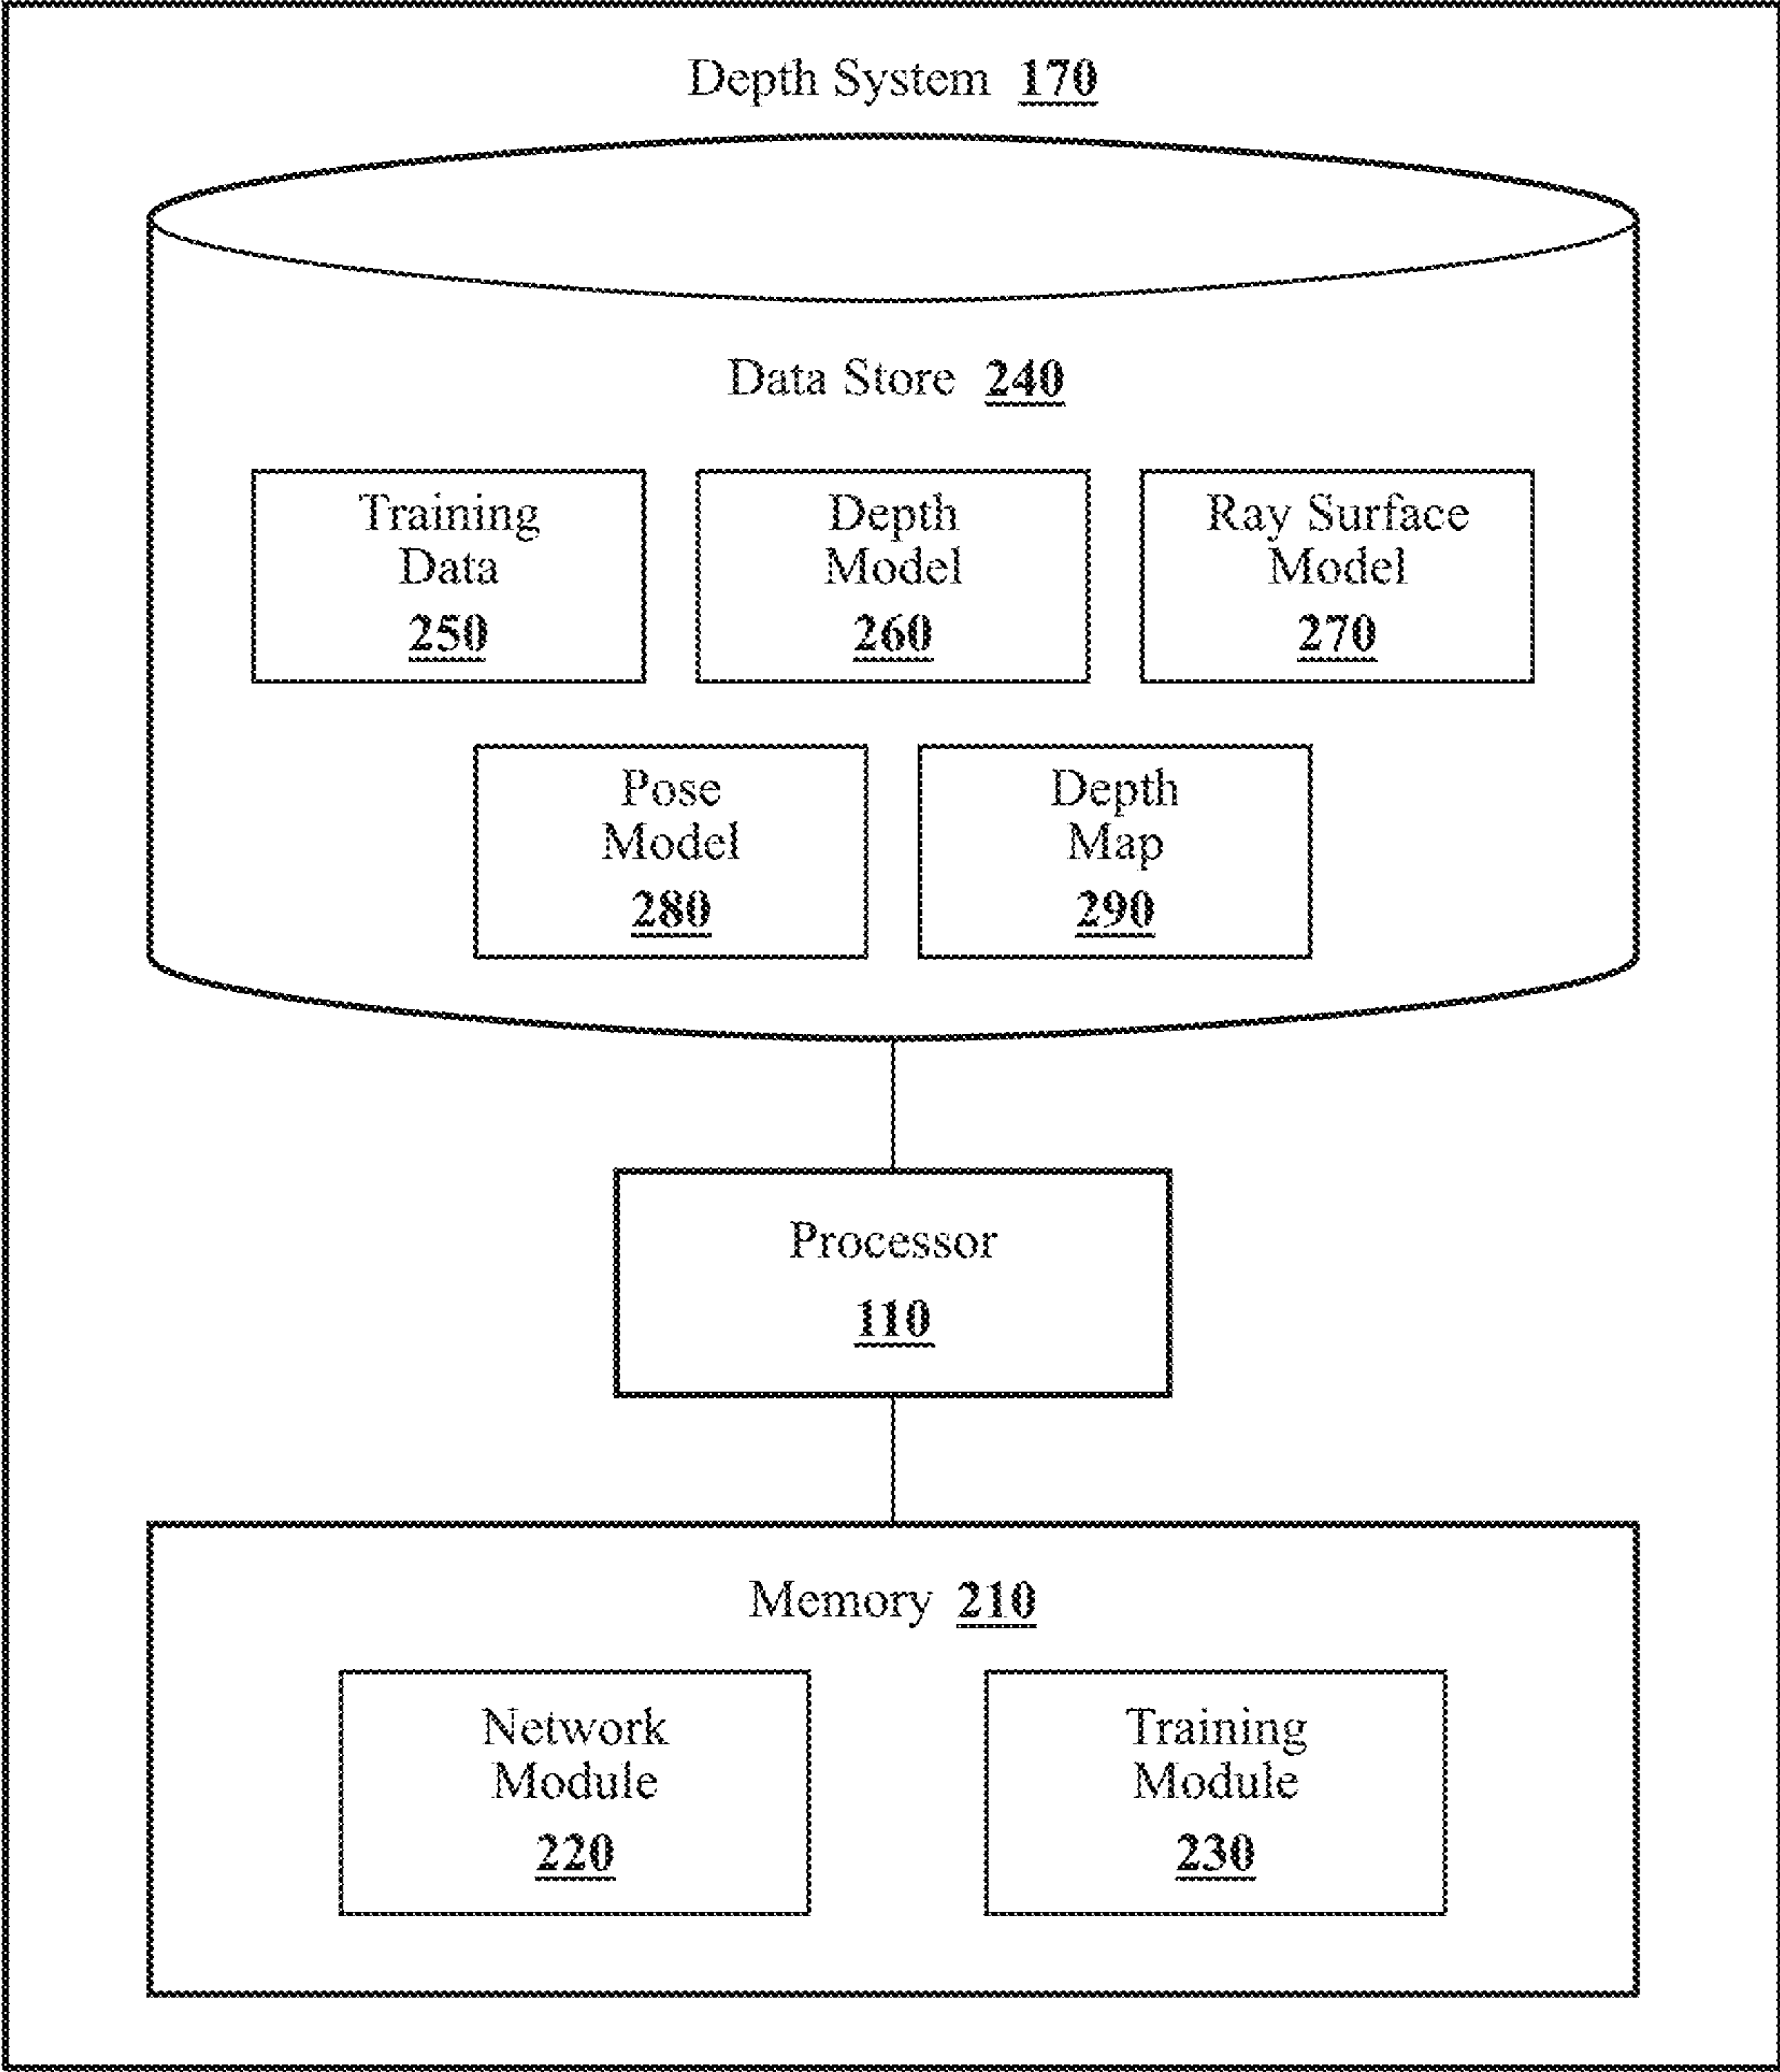 Depth System 170
Data Store 240
Training
Data
250
Depth
Model
260
Ray Surface
Model
270
Pose
Model
280
Depth
Map
290
Processor
110
Memory 210
Network
Module
220
Training
Module
230